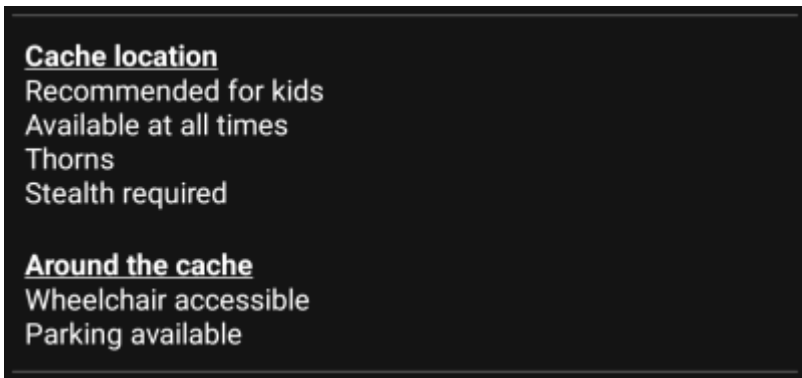 Cache location
Recommended for kids
Available at all times
Thorns
Stealth required
Around the cache
Wheelchair accessible
Parking available